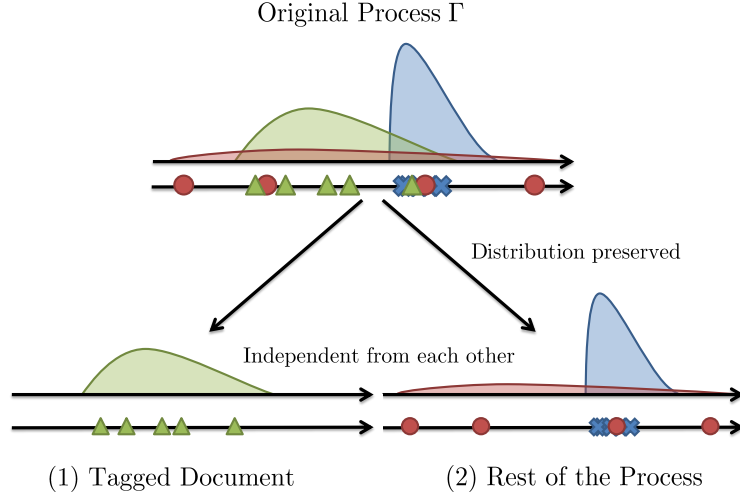 Original Process Γ
Distribution preserved
Independent from each other
(1) Tagged Document
(2) Rest of the Process